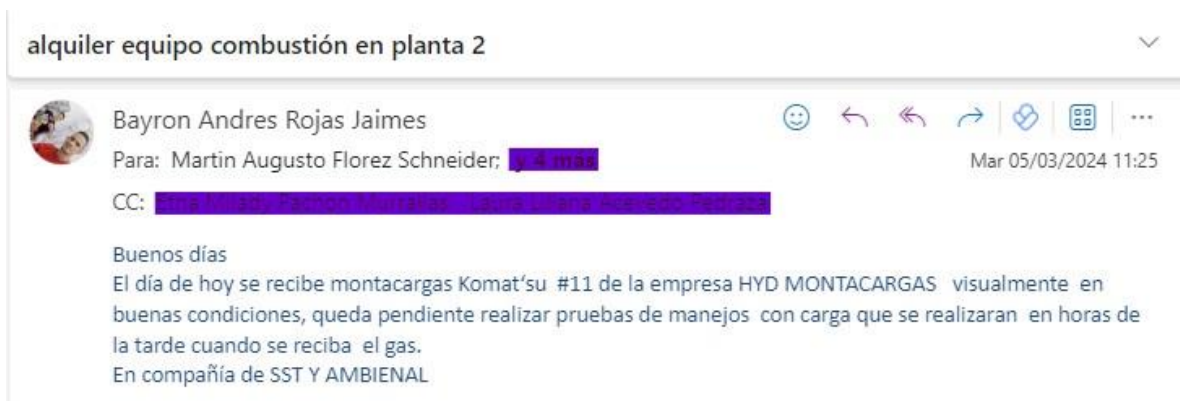 alquiler equipo combustión en planta 2
Bayron Andres Rojas Jaimes
Para: Martin Augusto Florez Schneider; y 4 más
Mar 05/03/2024 11:25
CC:
Buenos días
El día de hoy se recibe montacargas Komat‘su #11 de la empresa HYD MONTACARGAS visualmente en
buenas condiciones, queda pendiente realizar pruebas de manejos con carga que se realizaran en horas de
la tarde cuando se reciba el gas.
En compañía de SST Y AMBIENAL